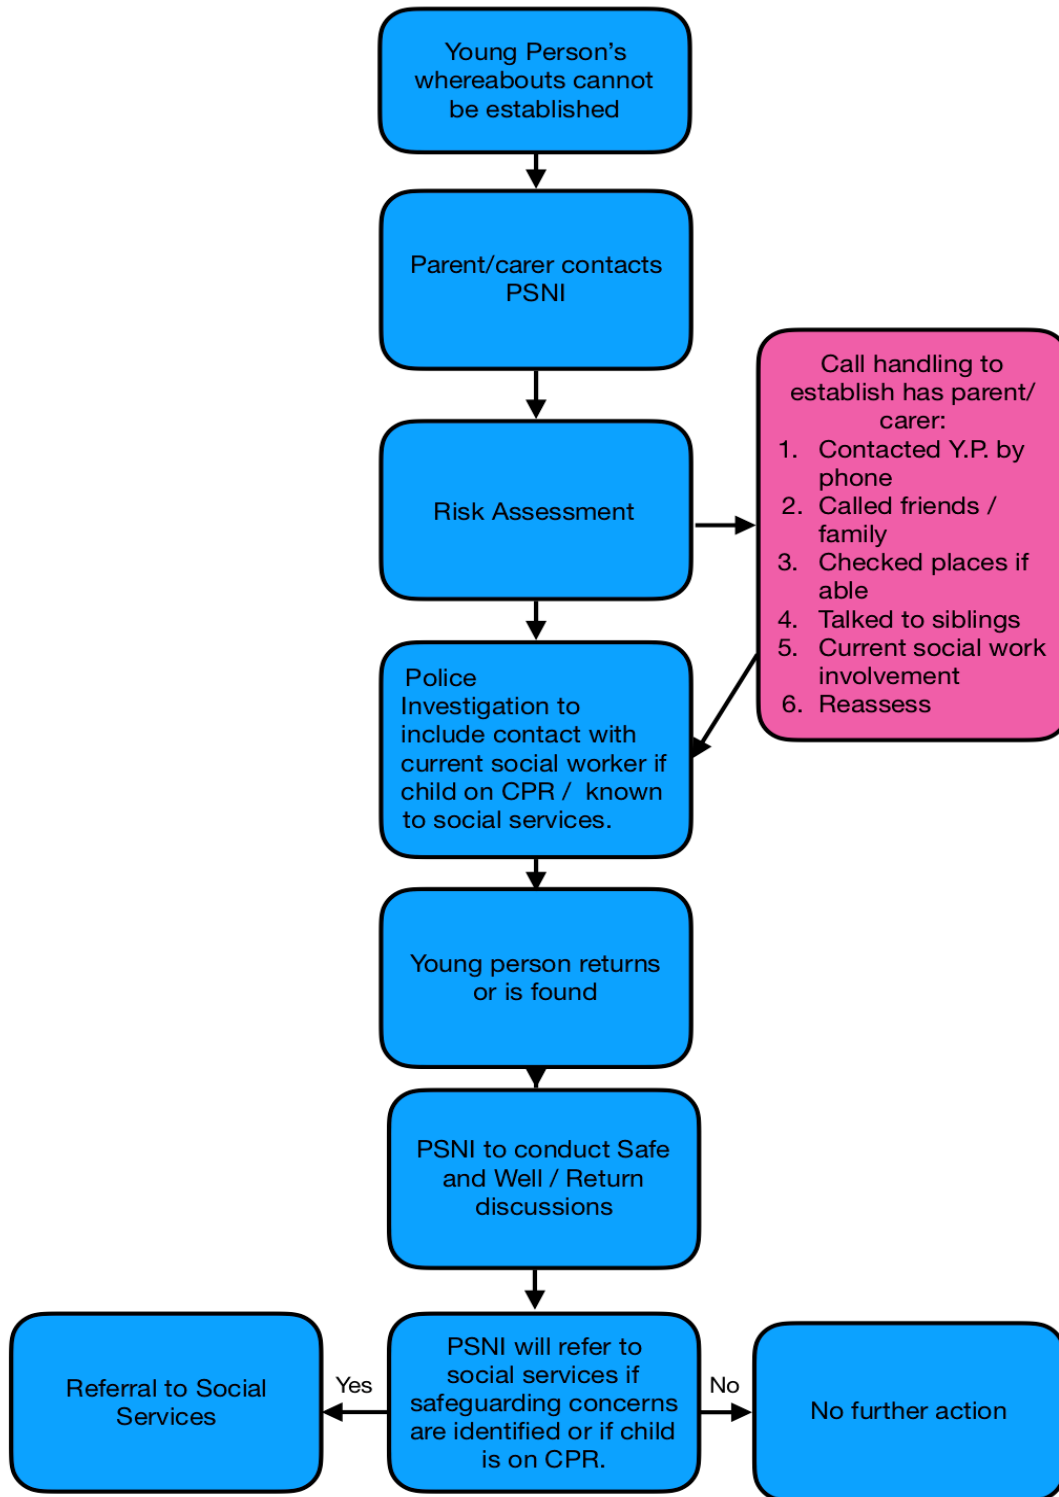 Young Person’s
whereabouts cannot
be established
Parent/carer contacts
PSNI
Risk Assessment
Call handling to
establish has parent/
carer:
1. Contacted Y.P. by
phone
2. Called friends /
family
3. Checked places if
able
4. Talked to siblings
5. Current social work
involvement
6. Reassess
Police
Investigation to
include contact with
current social worker if
child on CPR / known
to social services.
Young person returns
or is found
PSNI to conduct Safe
and Well / Return
discussions
PSNI will refer to
social services if
safeguarding concerns
are identified or if child
is on CPR.
Yes
Referral to Social
Services
No
No further action